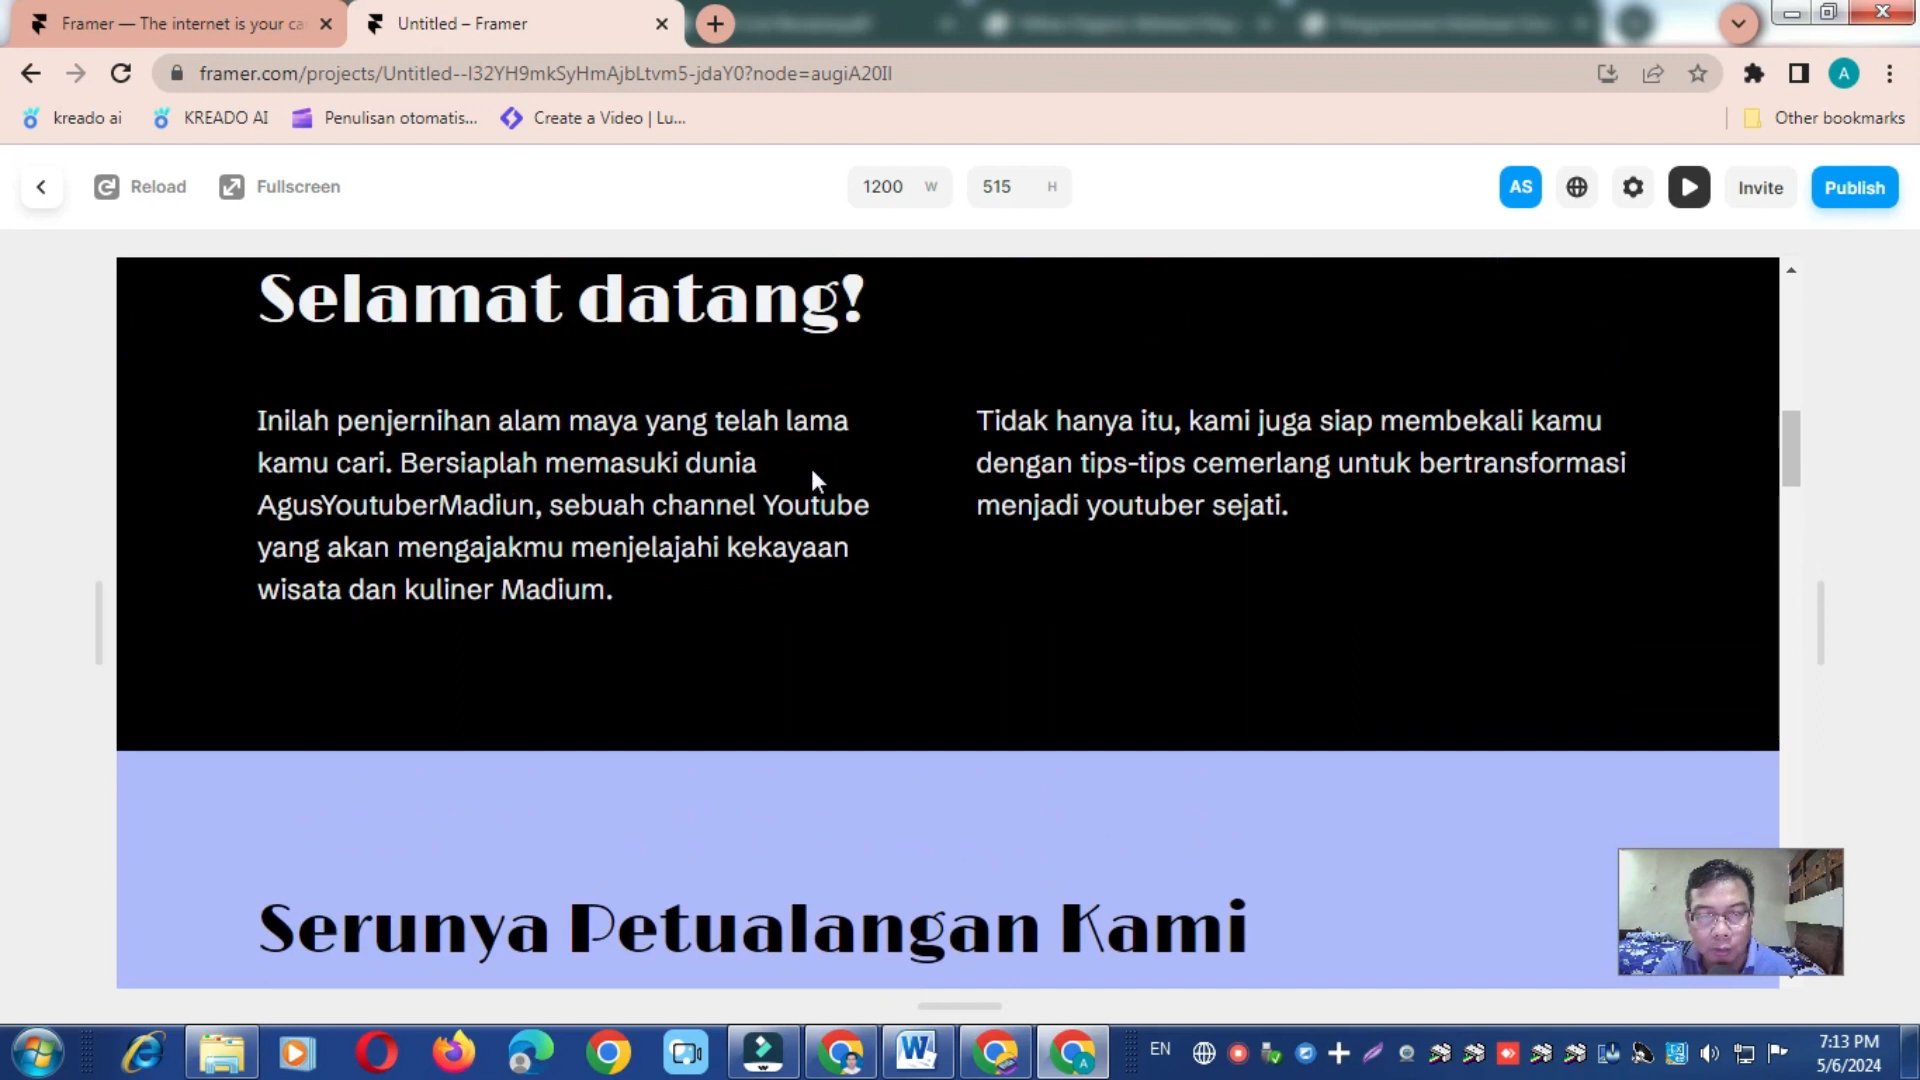 Framer — The internet is your ca
Untitled – Framer
framer.com/projects/Untitled--I32YH9mkSyHmAjbLtvm5-jdaY0?node=augiA20Il
A
kreado ai
KREADO AI
Penulisan otomatis...
Create a Video | Lu...
Other bookmarks
Reload
Fullscreen
1200 W
515 H
AS
Invite
Publish
Selamat datang!
Inilah penjernihan alam maya yang telah lama
kamu cari. Bersiaplah memasuki dunia
AgusYoutuberMadiun, sebuah channel Youtube
yang akan mengajakmu menjelajahi kekayaan
wisata dan kuliner Madium.
Tidak hanya itu, kami juga siap membekali kamu
dengan tips-tips cemerlang untuk bertransformasi
menjadi youtuber sejati.
Serunya Petualangan Kami
EN
7:13 PM
5/6/2024